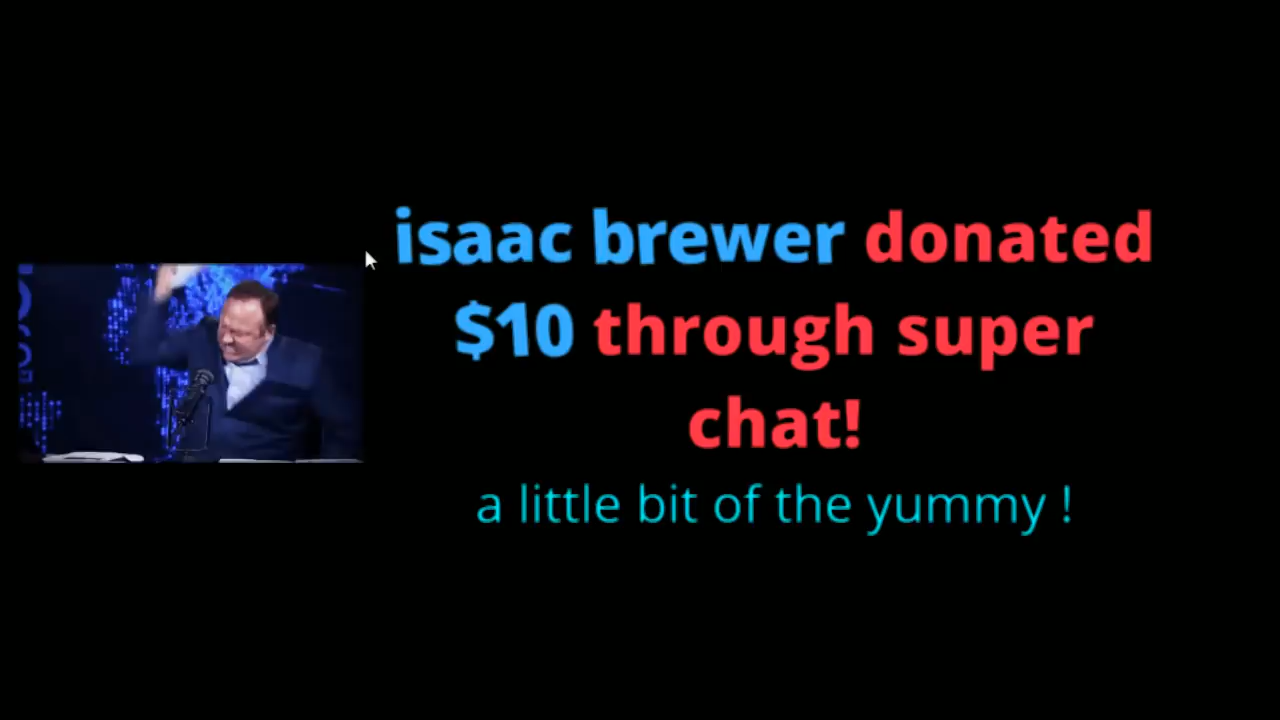 isaac brewer donated
$10 through super
chat!
a little bit of the yummy !